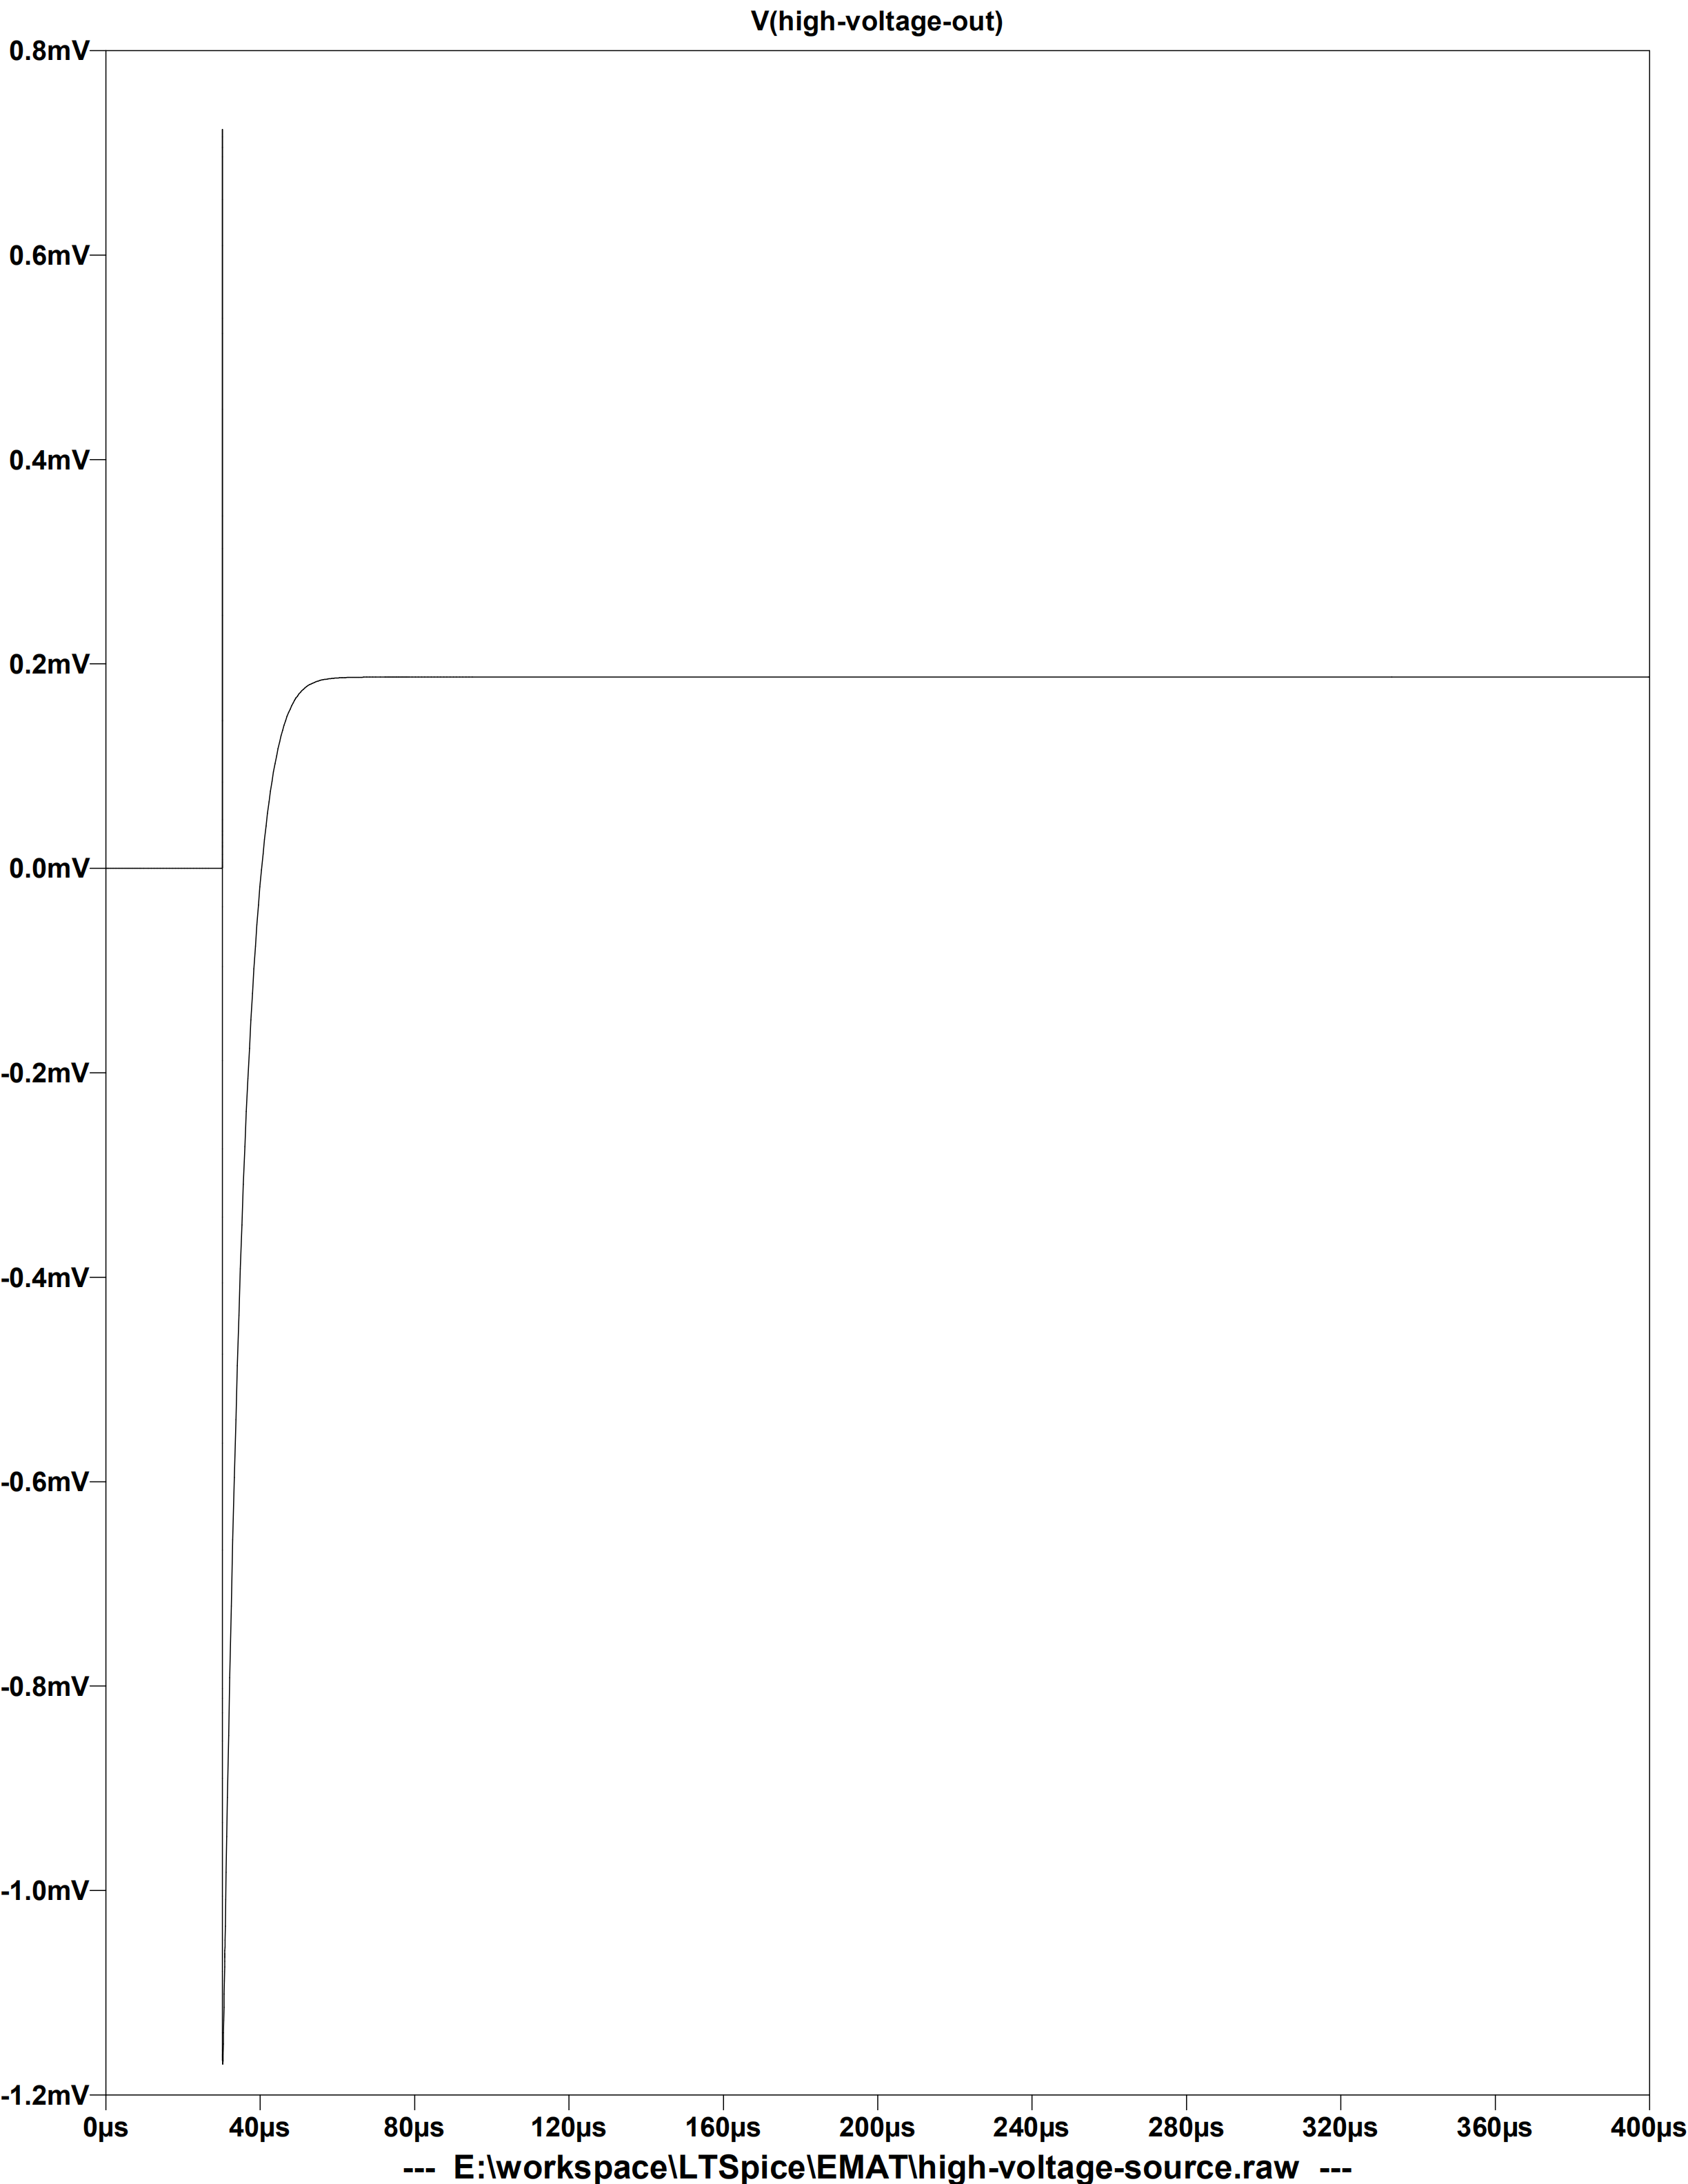 V(high-voltage-out)
0.8mV
0.6mV
0.4mV
0.2mV
0.0mV
-0.2mV
-0.4mV
-0.6mV
-0.8mV
-1.0mV
-1.2mV
0µs 40µs 80µs 120µs 160µs 200µs 240µs 280µs 320µs 360µs 400µs
--- E:\workspace\LTSpice\EMAT\high-voltage-source.raw ---